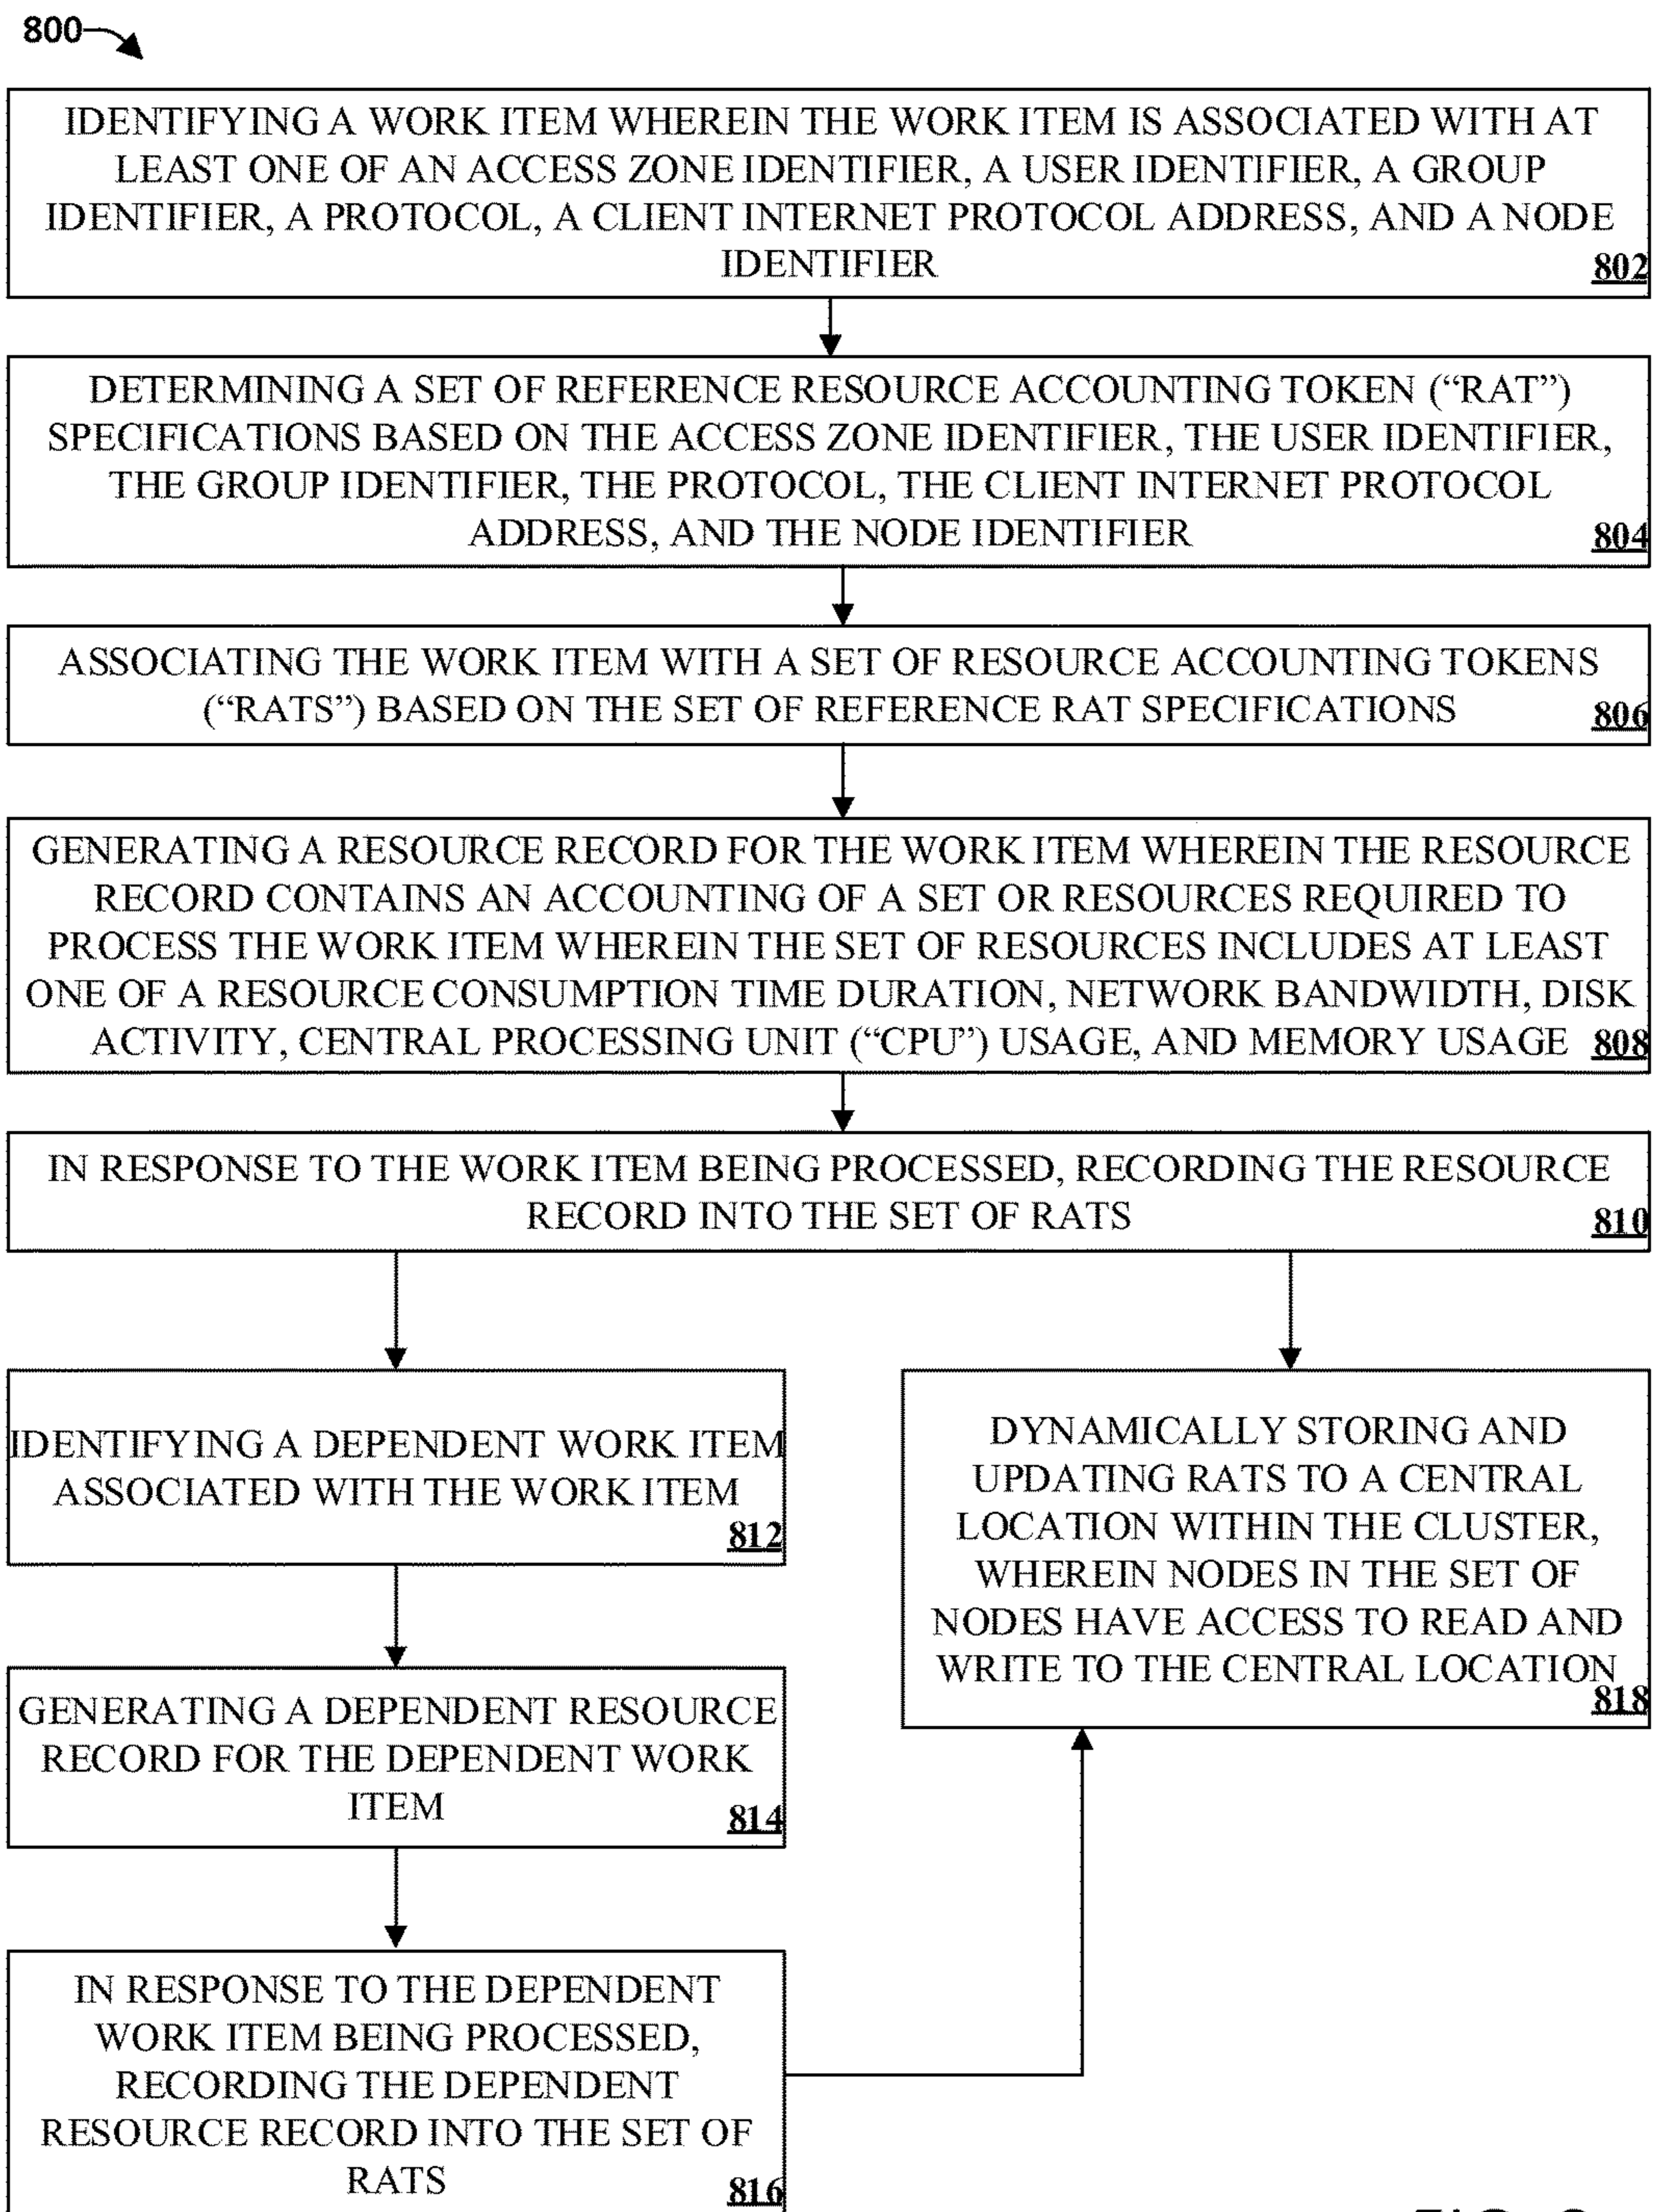 800
IDENTIFYING A WORK ITEM WHEREIN THE WORK ITEM IS ASSOCIATED WITH AT
LEAST ONE OF AN ACCESS ZONE IDENTIFIER, A USER IDENTIFIER, A GROUP
IDENTIFIER, A PROTOCOL, A CLIENT INTERNET PROTOCOL ADDRESS, AND A NODE
IDENTIFIER
802
DETERMINING A SET OF REFERENCE RESOURCE ACCOUNTING TOKEN (“RAT”)
SPECIFICATIONS BASED ON THE ACCESS ZONE IDENTIFIER, THE USER IDENTIFIER,
THE GROUP IDENTIFIER, THE PROTOCOL, THE CLIENT INTERNET PROTOCOL
ADDRESS, AND THE NODE IDENTIFIER
804
ASSOCIATING THE WORK ITEM WITH A SET OF RESOURCE ACCOUNTING TOKENS
(“RATS”) BASED ON THE SET OF REFERENCE RAT SPECIFICATIONS
806
GENERATING A RESOURCE RECORD FOR THE WORK ITEM WHEREIN THE RESOURCE
RECORD CONTAINS AN ACCOUNTING OF A SET OR RESOURCES REQUIRED TO
PROCESS THE WORK ITEM WHEREIN THE SET OF RESOURCES INCLUDES AT LEAST
ONE OF A RESOURCE CONSUMPTION TIME DURATION, NETWORK BANDWIDTH, DISK
ACTIVITY, CENTRAL PROCESSING UNIT (“CPU”) USAGE, AND MEMORY USAGE 808
IN RESPONSE TO THE WORK ITEM BEING PROCESSED, RECORDING THE RESOURCE
RECORD INTO THE SET OF RATS
810
IDENTIFYING A DEPENDENT WORK ITEM
ASSOCIATED WITH THE WORK ITEM
812
GENERATING A DEPENDENT RESOURCE
RECORD FOR THE DEPENDENT WORK
ITEM
814
IN RESPONSE TO THE DEPENDENT
WORK ITEM BEING PROCESSED,
RECORDING THE DEPENDENT
RESOURCE RECORD INTO THE SET OF
RATS
816
DYNAMICALLY STORING AND
UPDATING RATS TO A CENTRAL
LOCATION WITHIN THE CLUSTER,
WHEREIN NODES IN THE SET OF
NODES HAVE ACCESS TO READ AND
WRITE TO THE CENTRAL LOCATION
818